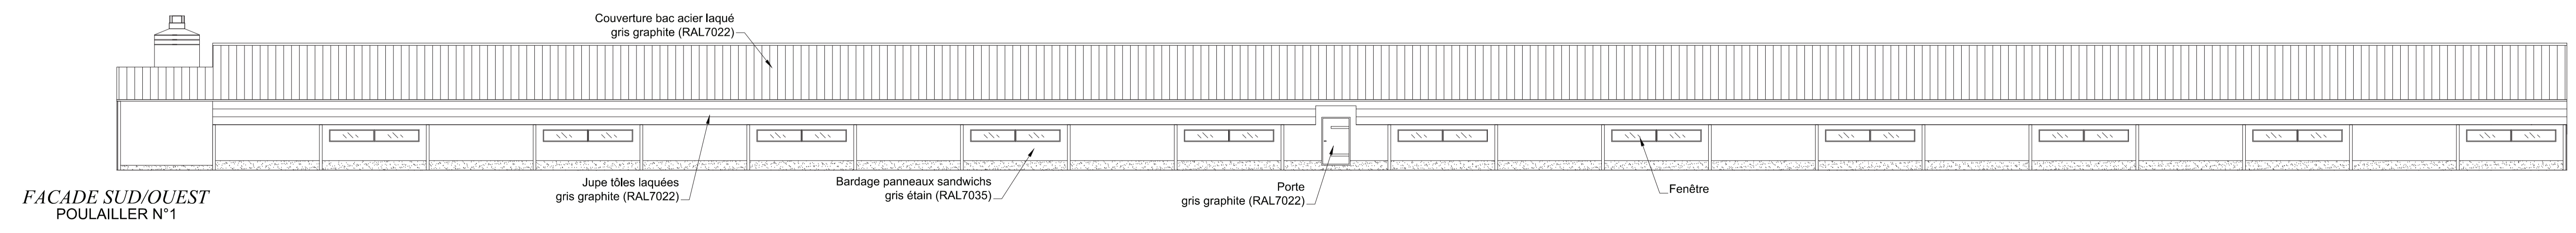 Couverture bac acier laqué
gris graphite (RAL7022)
Jupe tôles laquées
gris graphite (RAL7022)
Bardage panneaux sandwichs
gris étain (RAL7035)
Porte
gris graphite (RAL7022)
Fenêtre
FACADE SUD/OUEST
POULAILLER N°1